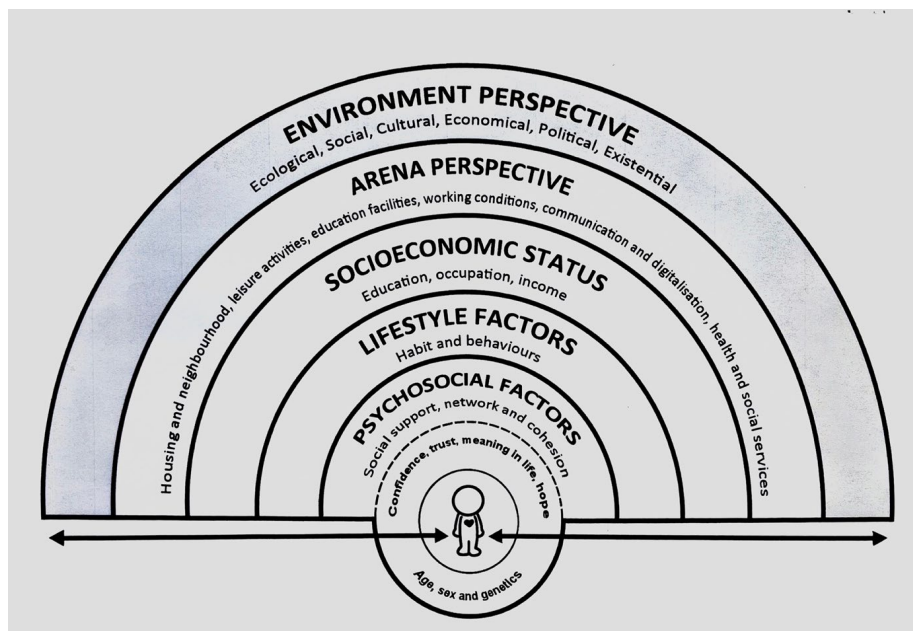 ENVIRONMENT PERSPECTIVE
Ecological, Social, Cultural, Economical, Political, Existential
ARENA PERSPECTIVE
Housing and neighbourhood, leisure activities, education facilities, working conditions, communication and digitalisation, health and social services
SOCIOECONOMIC STATUS
Education, occupation, income
LIFESTYLE FACTORS
Habit and behaviours
PSYCHOSOCIAL FACTORS
Social support, network and cohesion
Confidence, trust, meaning in life, hope
Age, sex and genetics